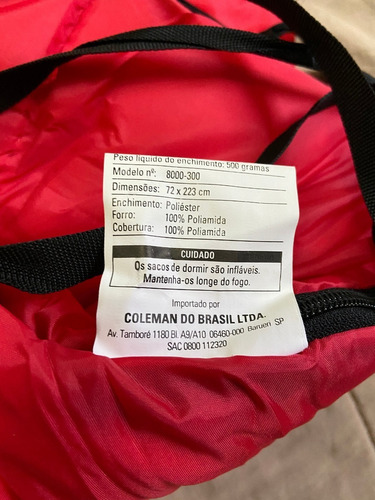 Peso líquido do enchimento: 500 gramas
Modelo nº: 8000-300
Dimensões: 72 x 223 cm
Enchimento: Poliéster
Forro: 100% Poliamida
Cobertura: 100% Poliamida
CUIDADO
Os sacos de dormir são infláveis.
Mantenha-os longe do fogo.
Importado por
COLEMAN DO BRASIL LTDA.
Av. Tamboré 1180 Bl. A9/A10 06460-000 Barueri SP
SAC 0800 112320